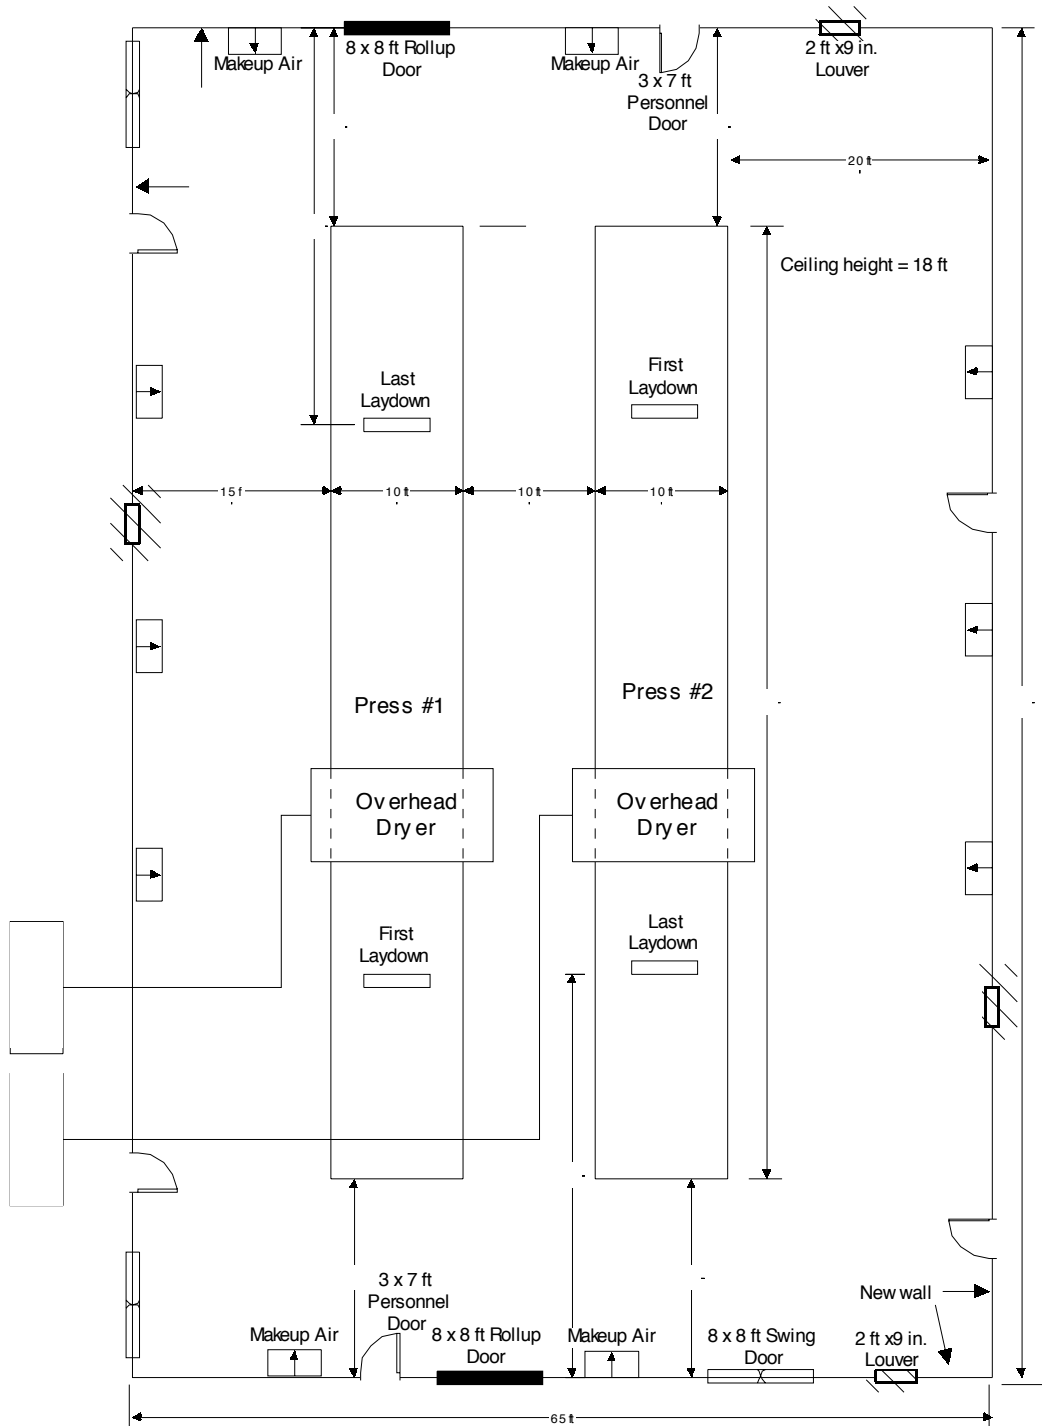 8 x 8 ft Rollup
Door
Makeup Air
Makeup Air
3 x 7 ft
Personnel
Door
2 ft x9 in.
Louver
20 ft
Ceiling height = 18 ft
Last
Laydown
First
Laydown
15 f
10 ft
10 ft
10 ft
Press #1
Press #2
Overhead
Dryer
Overhead
Dryer
First
Laydown
Last
Laydown
New wall
3 x 7 ft
Personnel
Door
Makeup Air
8 x 8 ft Rollup
Door
Makeup Air
8 x 8 ft Swing
Door
2 ft x9 in.
Louver
65 ft